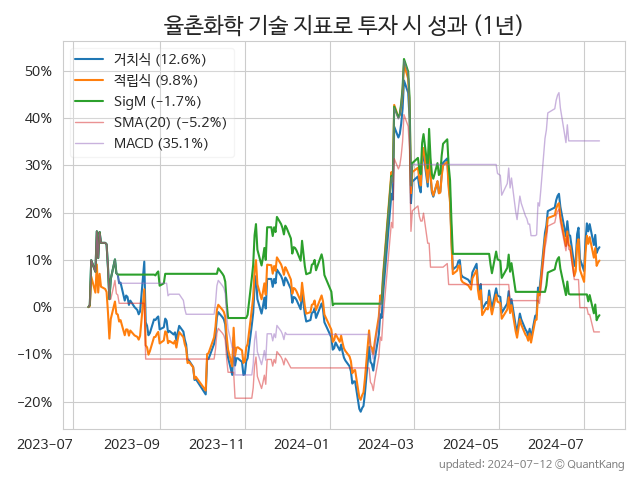 율촌화학 기술 지표로 투자 시 성과 (1년)
거치식 (12.6%)
적립식 (9.8%)
SigM (−1.7%)
SMA(20) (−5.2%)
MACD (35.1%)
50%
40%
30%
20%
10%
0%
−10%
−20%
2023-07 2023-09 2023-11 2024-01 2024-03 2024-05 2024-07
updated: 2024-07-12 © QuantKang